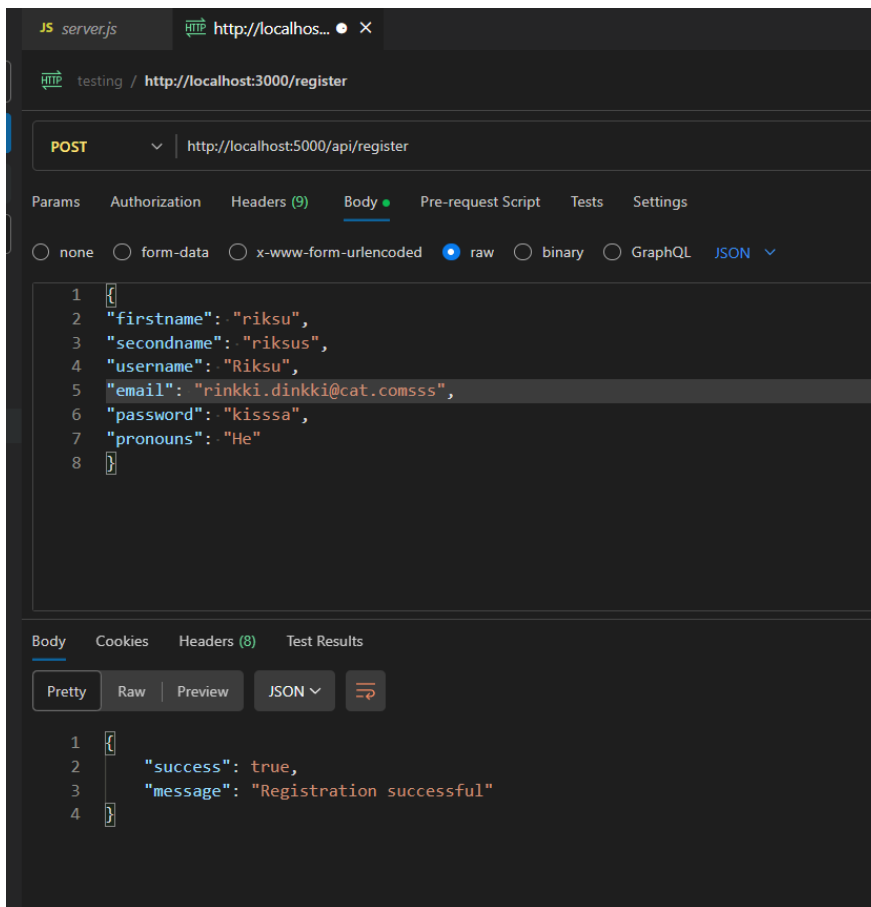 JS server.js HTTP http://localhos...
HTTP testing / http://localhost:3000/register
POST http://localhost:5000/api/register
Params Authorization Headers (9) Body Pre-request Script Tests Settings
none form-data x-www-form-urlencoded raw binary GraphQL JSON
1 {
2 "firstname": "riksu",
3 "secondname": "riksus",
4 "username": "Riksu",
5 "email": "rinkki.dinkki@cat.comsss",
6 "password": "kisssa",
7 "pronouns": "He"
8 }
Body Cookies Headers (8) Test Results
Pretty Raw Preview JSON
1 {
2 "success": true,
3 "message": "Registration successful"
4 }